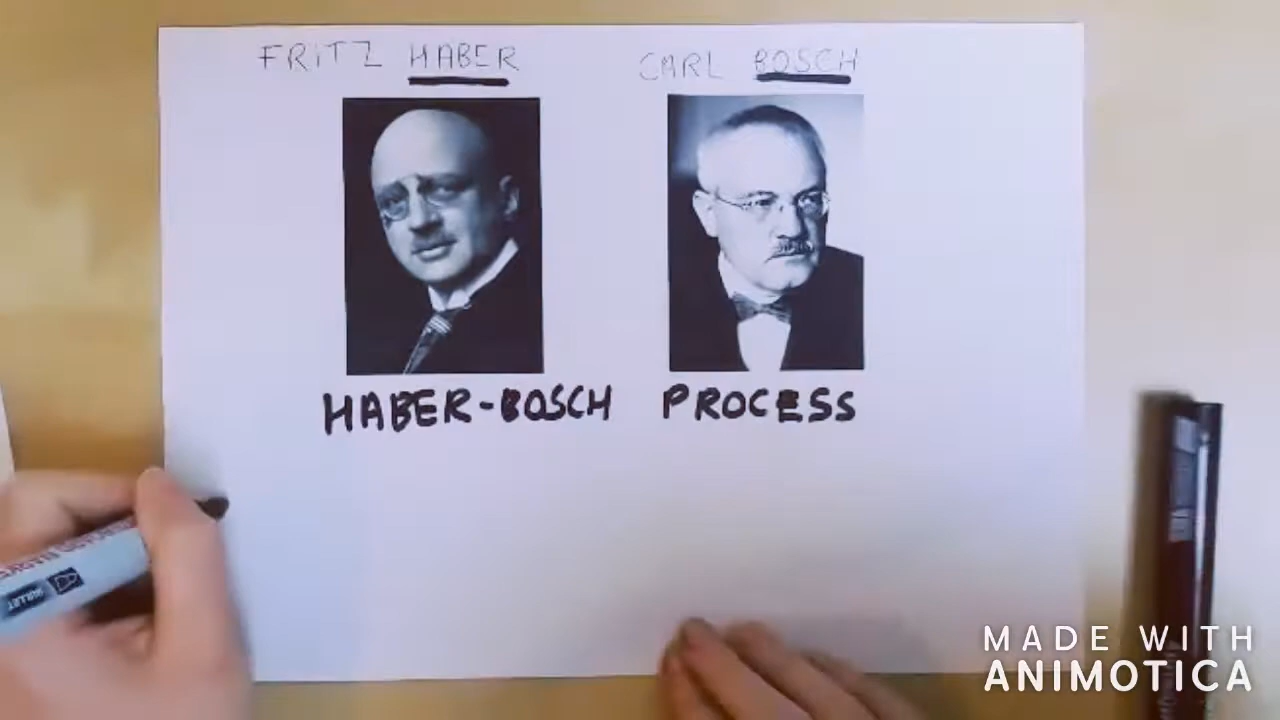 FRiTZ HABER
CARL BOSCH
HABER-BOSCH PROCESS
MADE WITH
ANIMOTICA